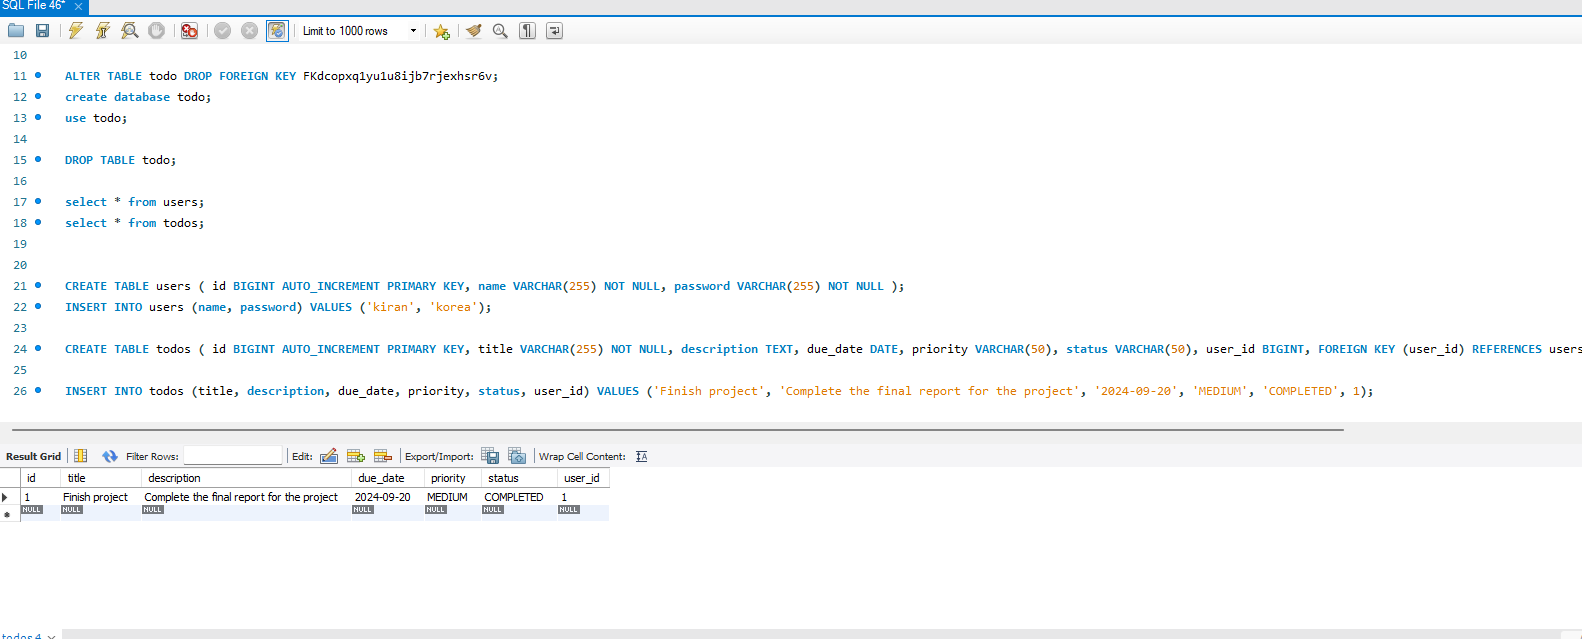 SQL File 46*
Limit to 1000 rows
10
11 ALTER TABLE todo DROP FOREIGN KEY FKdcopxq1yu1u8ijb7rjexhsr6v;
12 create database todo;
13 use todo;
14
15 DROP TABLE todo;
16
17 select * from users;
18 select * from todos;
19
20
21 CREATE TABLE users ( id BIGINT AUTO_INCREMENT PRIMARY KEY, name VARCHAR(255) NOT NULL, password VARCHAR(255) NOT NULL );
22 INSERT INTO users (name, password) VALUES ('kiran', 'korea');
23
24 CREATE TABLE todos ( id BIGINT AUTO_INCREMENT PRIMARY KEY, title VARCHAR(255) NOT NULL, description TEXT, due_date DATE, priority VARCHAR(50), status VARCHAR(50), user_id BIGINT, FOREIGN KEY (user_id) REFERENCES users
25
26 INSERT INTO todos (title, description, due_date, priority, status, user_id) VALUES ('Finish project', 'Complete the final report for the project', '2024-09-20', 'MEDIUM', 'COMPLETED', 1);
Result Grid Filter Rows: Edit: Export/Import: Wrap Cell Content: IA
id title description due_date priority status user_id
1 Finish project Complete the final report for the project 2024-09-20 MEDIUM COMPLETED 1
NULL NULL NULL NULL NULL NULL NULL
todos 4